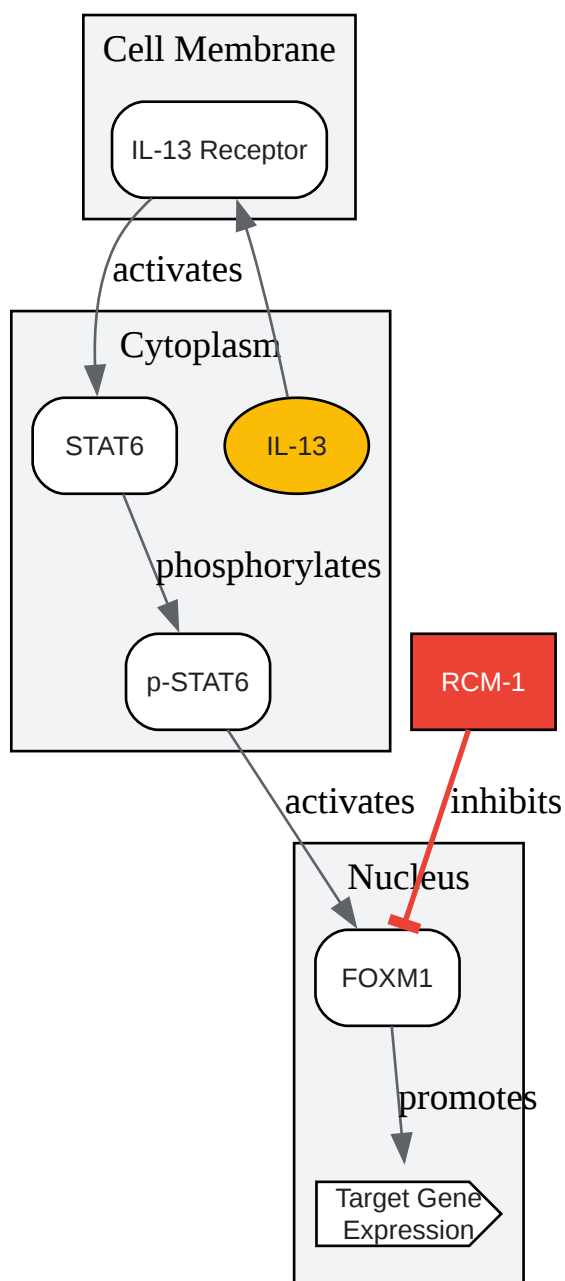 Cell Membrane
IL-13 Receptor
activates
Cytoplasm
STAT6
IL-13
phosphorylates
p-STAT6
RCM-1
activates
inhibits
Nucleus
FOXM1
promotes
Target Gene
Expression